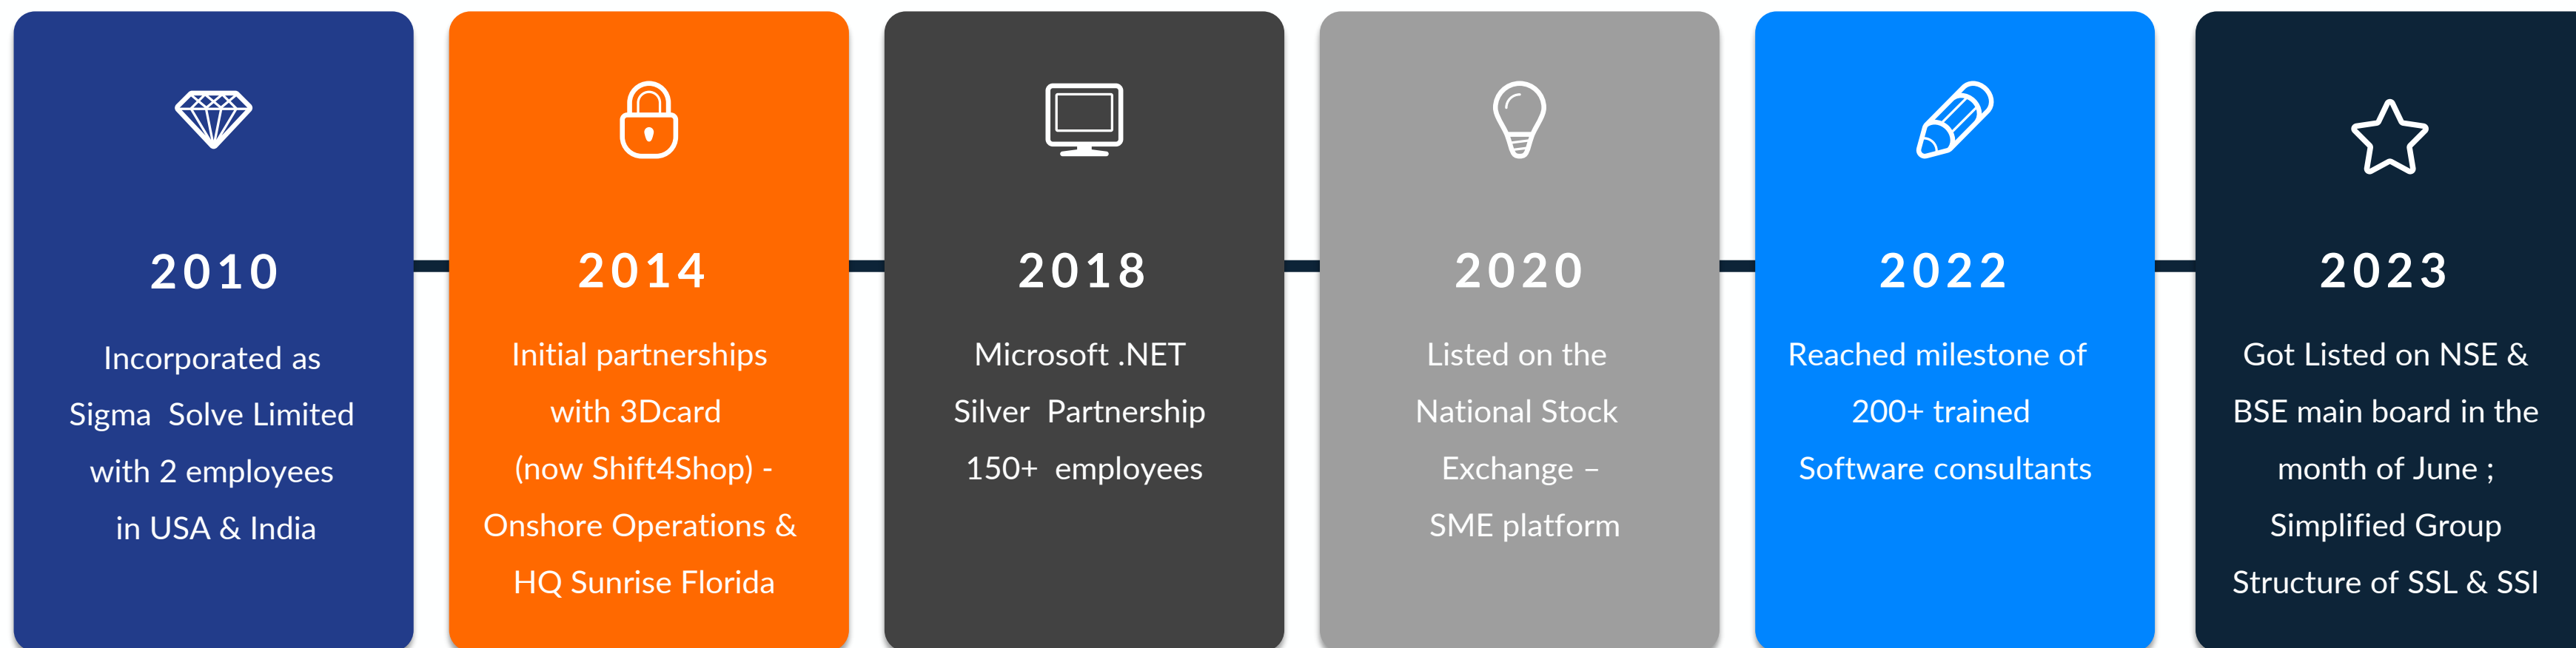 2010
Incorporated as
Sigma Solve Limited
with 2 employees
in USA & India
2014
Initial partnerships
with 3Dcard
(now Shift4Shop) -
Onshore Operations &
HQ Sunrise Florida
2018
Microsoft .NET
Silver Partnership
150+ employees
2020
Listed on the
National Stock
Exchange –
SME platform
2022
Reached milestone of
200+ trained
Software consultants
2023
Got Listed on NSE &
BSE main board in the
month of June ;
Simplified Group
Structure of SSL & SSI